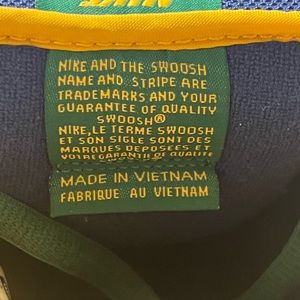 NIKE AND THE SWOOSH
NAME AND STRIPE ARE
TRADEMARKS AND YOUR
GUARANTEE OF QUALITY
SWOOSH®
NIKE, LE TERME SWOOSH
ET SON SIGLE SONT DES
MARQUES DEPOSEES ET
VOTRE GARANTIE DE QUALITE
MADE IN VIETNAM
FABRIQUE AU VIETNAM